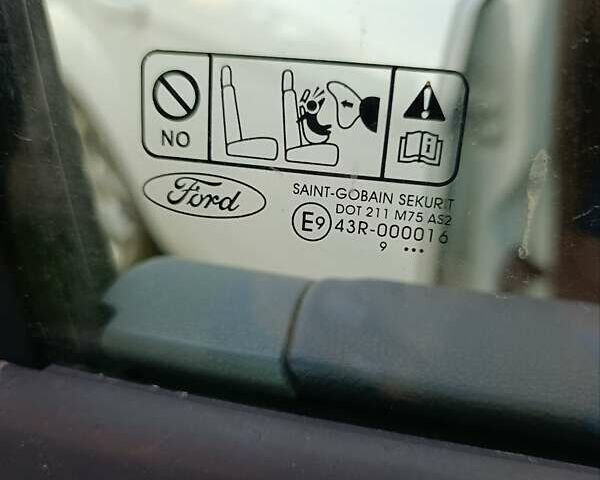 NO
Ford
SAINT-GOBAIN SEKURIT
DOT 211 M75 AS2
E9 43R-000016
9 •••